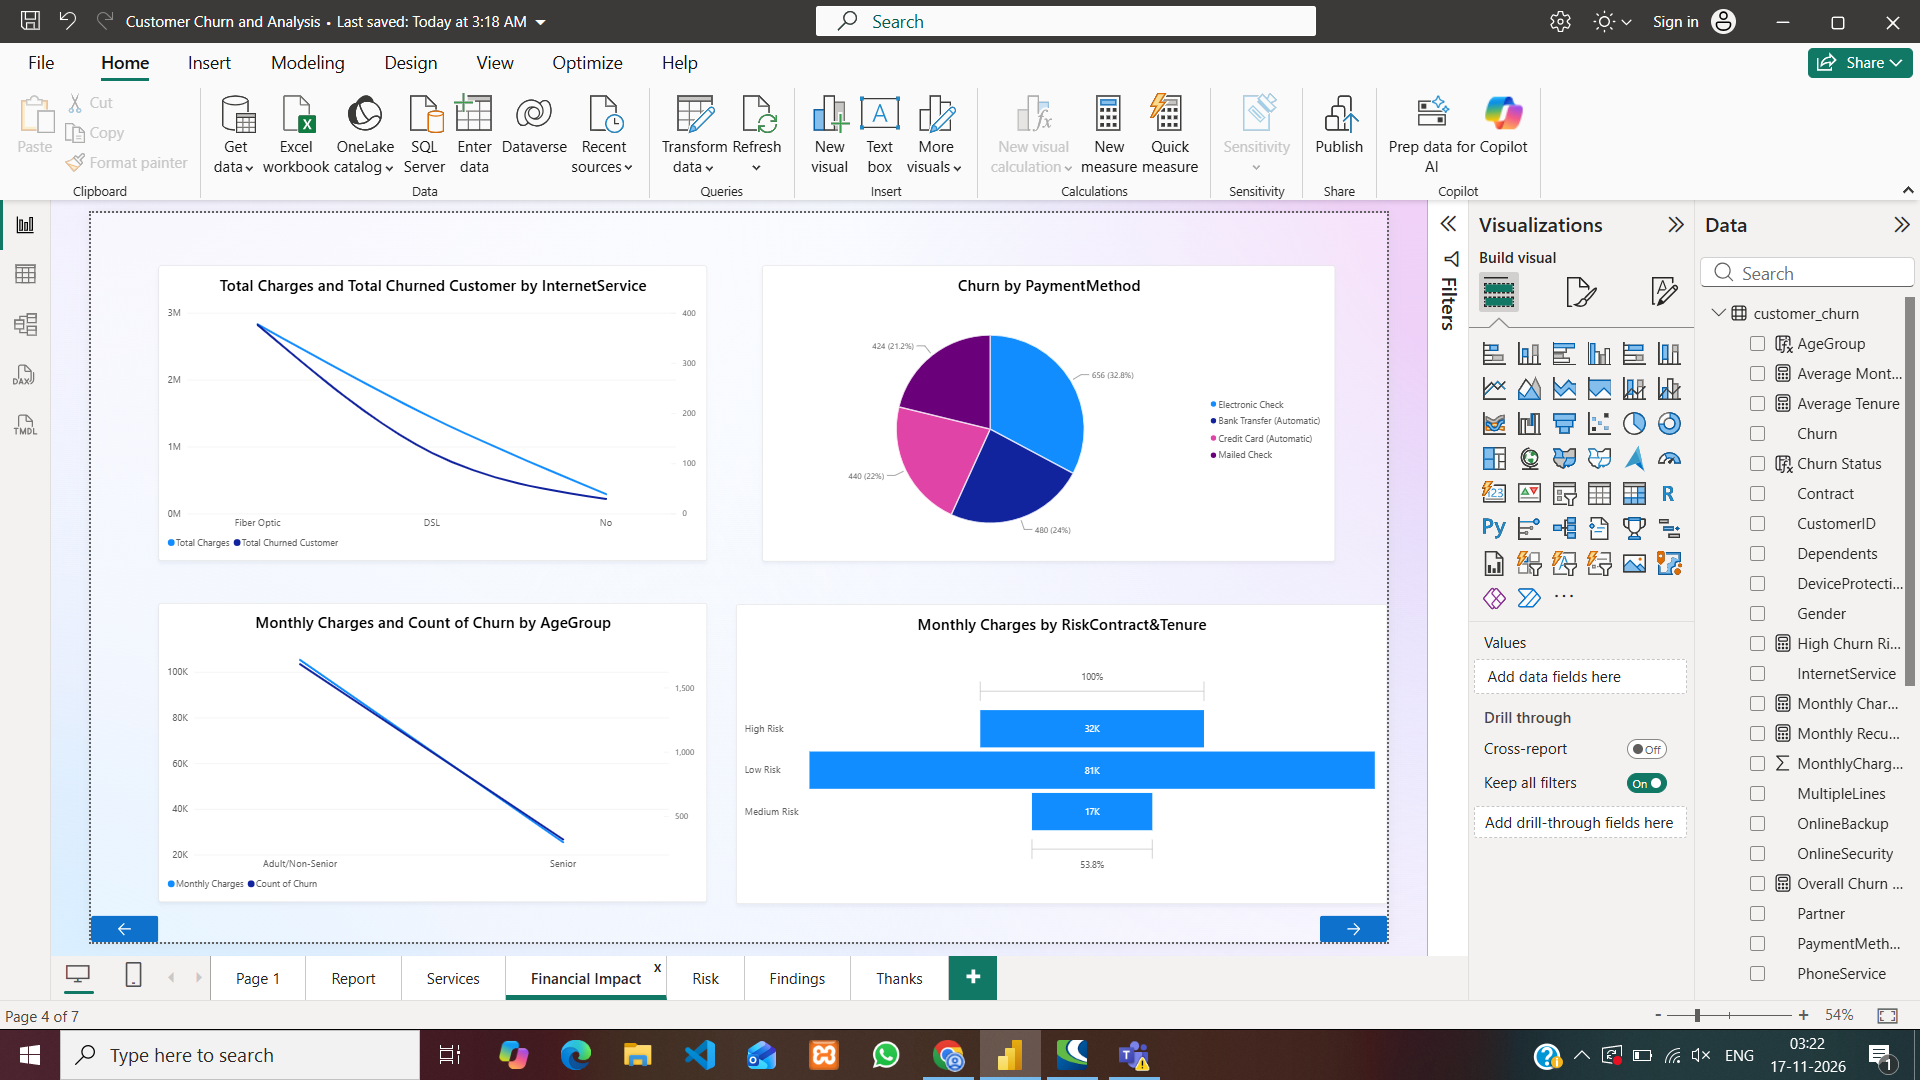 Customer Churn and Analysis • Last saved: Today at 3:18 AM
Search
Sign in
File
Home
Insert
Modeling
Design
View
Optimize
Help
Share
Paste
Cut
Copy
Format painter
Clipboard
Get data
Excel workbook
OneLake catalog
SQL Server
Enter data
Dataverse
Recent sources
Data
Transform data
Refresh
Queries
New visual
Text box
More visuals
Insert
New visual calculation
New measure
Quick measure
Calculations
Sensitivity
Sensitivity
Publish
Share
Prep data for AI
Copilot
Copilot
Total Charges and Total Churned Customer by InternetService
3M
2M
1M
0M
400
300
200
100
0
Fiber Optic
DSL
No
Total Charges
Total Churned Customer
Churn by PaymentMethod
424 (21.2%)
656 (32.8%)
440 (22%)
480 (24%)
Electronic Check
Bank Transfer (Automatic)
Credit Card (Automatic)
Mailed Check
Monthly Charges and Count of Churn by AgeGroup
100K
80K
60K
40K
20K
1,500
1,000
500
Adult/Non-Senior
Senior
Monthly Charges
Count of Churn
Monthly Charges by RiskContract&Tenure
100%
High Risk
32K
Low Risk
81K
Medium Risk
17K
53.8%
Filters
Visualizations
Build visual
Values
Add data fields here
Drill through
Cross-report
Off
Keep all filters
On
Add drill-through fields here
Data
Search
customer_churn
AgeGroup
Average Mont...
Average Tenure
Churn
Churn Status
Contract
CustomerID
Dependents
DeviceProtecti...
Gender
High Churn Ri...
InternetService
Monthly Char...
Monthly Recu...
MonthlyCharg...
MultipleLines
OnlineBackup
OnlineSecurity
Overall Churn ...
Partner
PaymentMeth...
PhoneService
DAX
TMDL
123
R
Py
Page 1
Report
Services
Financial Impact
x
Risk
Findings
Thanks
+
Page 4 of 7
- + 54%
Type here to search
ENG
03:22
17-11-2026
1